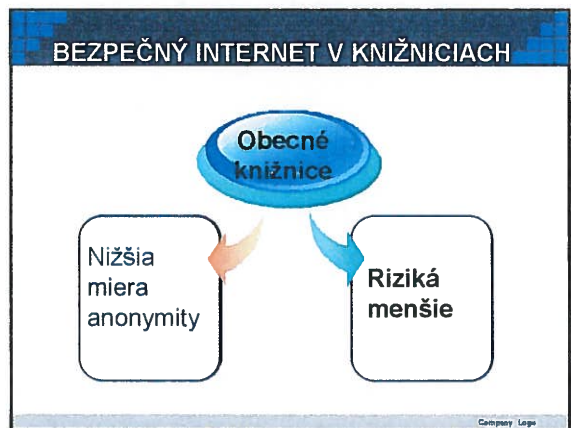 BEZPEČNÝ INTERNET V KNIŽNICIACH
Obecné
knižnice
Nižšia
miera
anonymity
Riziká
menšie
Company Logo